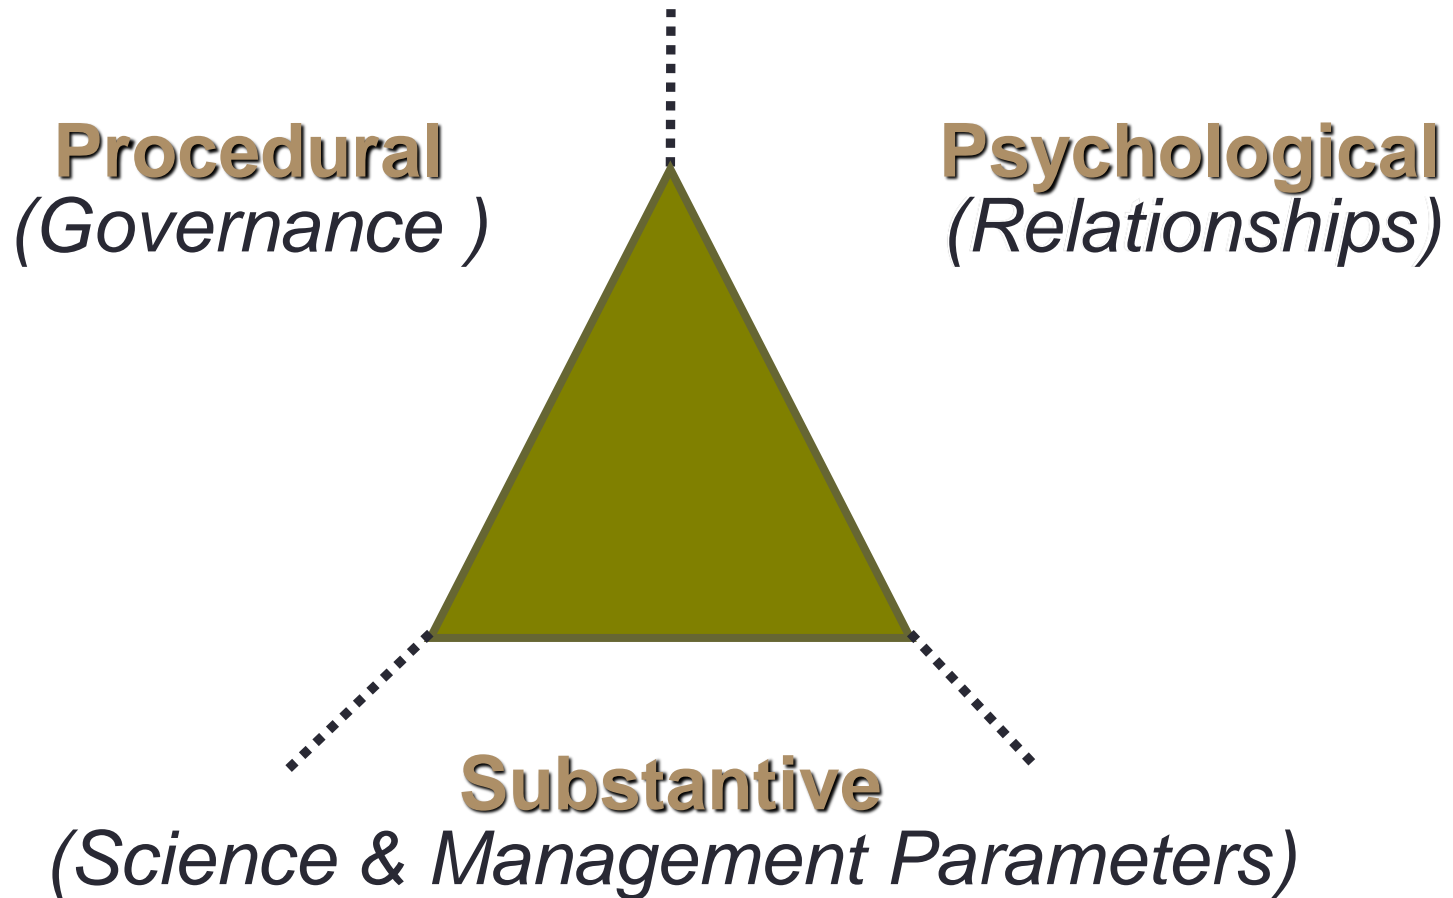 Procedural
(Governance )
Psychological
(Relationships)
Substantive
(Science & Management Parameters)